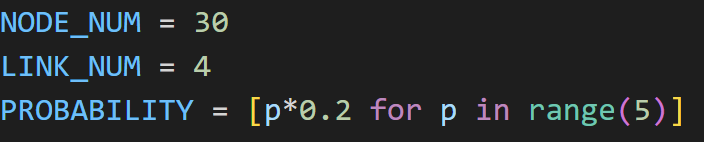 NODE_NUM = 30
LINK_NUM = 4
PROBABILITY = [p*0.2 for p in range(5)]